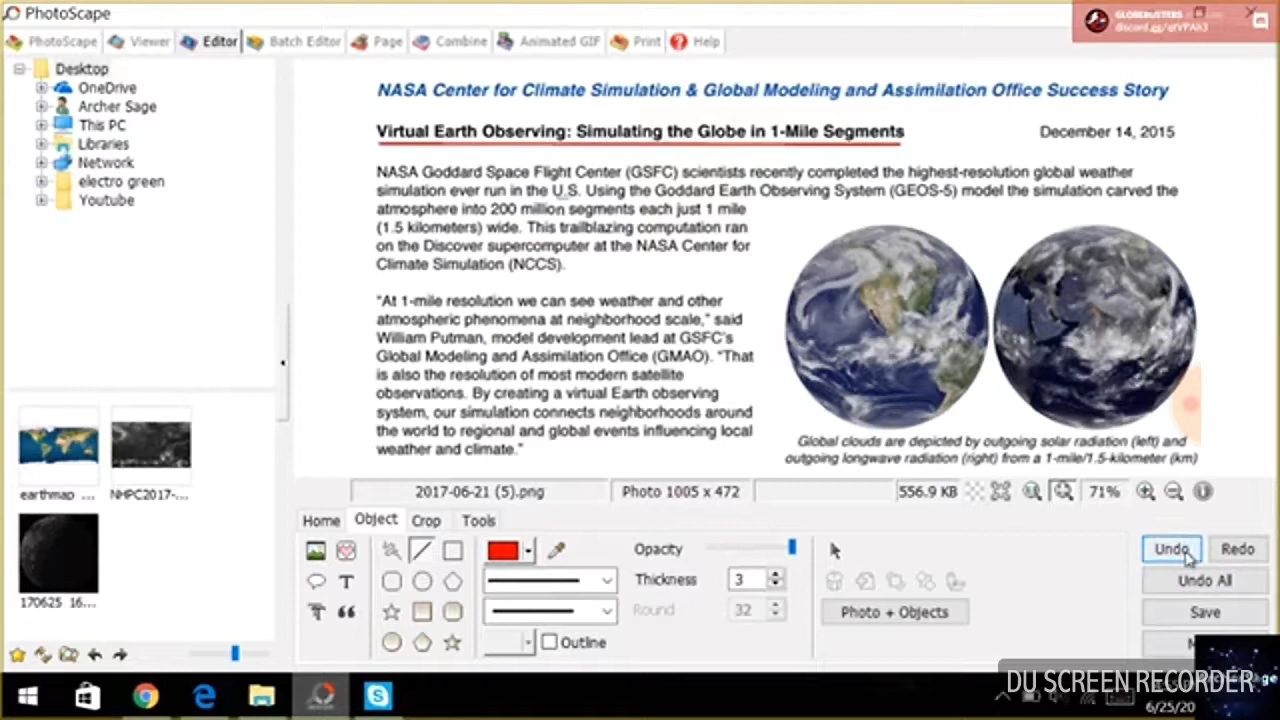 PhotoScape
GLOBEBUSTERS
PhotoScape Viewer Editor Batch Editor Page Combine Animated GIF Print Help
Desktop
OneDrive
Archer Sage
This PC
Libraries
Network
electro green
Youtube
NASA Center for Climate Simulation & Global Modeling and Assimilation Office Success Story
Virtual Earth Observing: Simulating the Globe in 1-Mile Segments
December 14, 2015
NASA Goddard Space Flight Center (GSFC) scientists recently completed the highest-resolution global weather
simulation ever run in the U.S. Using the Goddard Earth Observing System (GEOS-5) model the simulation carved the
atmosphere into 200 million segments each just 1 mile
(1.5 kilometers) wide. This trailblazing computation ran
on the Discover supercomputer at the NASA Center for
Climate Simulation (NCCS).
"At 1-mile resolution we can see weather and other
atmospheric phenomena at neighborhood scale," said
William Putman, model development lead at GSFC's
Global Modeling and Assimilation Office (GMAO). "That
is also the resolution of most modern satellite
observations. By creating a virtual Earth observing
system, our simulation connects neighborhoods around
the world to regional and global events influencing local
weather and climate."
Global clouds are depicted by outgoing solar radiation (left) and
outgoing longwave radiation (right) from a 1-mile/1.5-kilometer (km)
earthmap ...
NHPC2017-...
170625 16...
2017-06-21 (5).png
Photo 1005 x 472
556.9 KB
71%
Home Object Crop Tools
Opacity
Thickness 3
Round 32
Outline
Photo + Objects
Undo Redo
Undo All
Save
DU SCREEN RECORDER
6/25/20